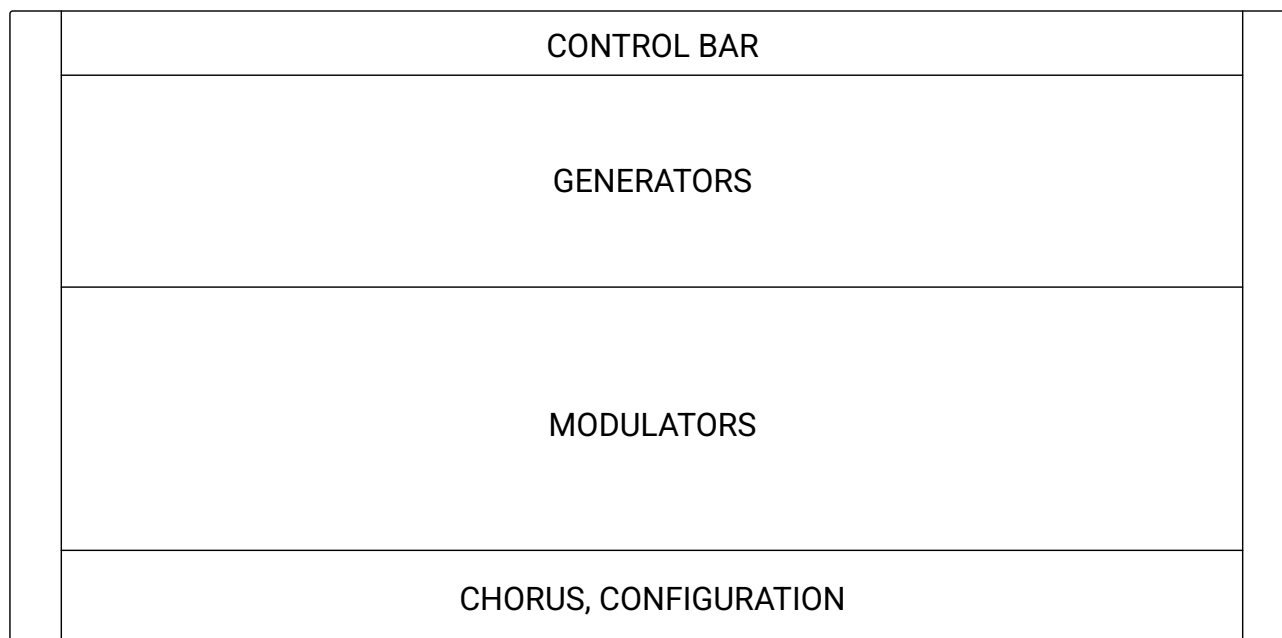 CONTROL BAR
GENERATORS
MODULATORS
CHORUS, CONFIGURATION